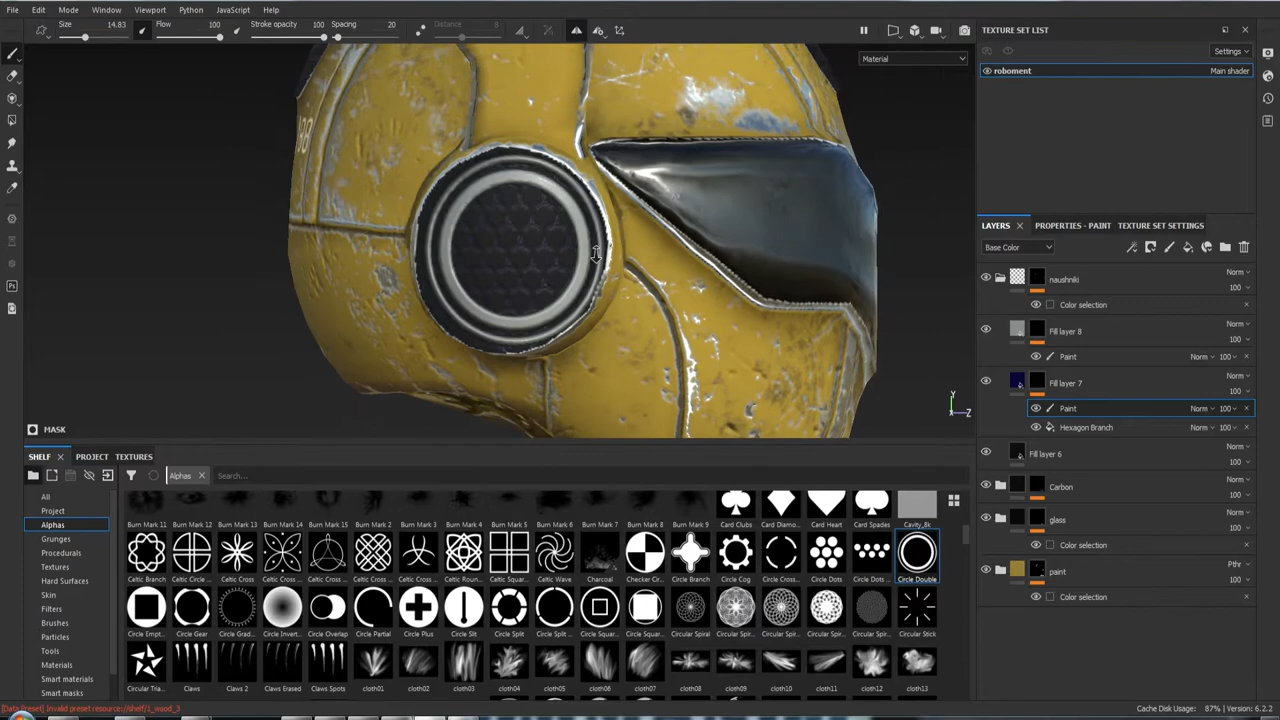 File Edit Mode Window Viewport Python JavaScript Help
Size 14.83 Flow 100 Stroke opacity 100 Spacing 20 Distance 8
TEXTURE SET LIST
Settings
roboment Main shader
Material
98
LAYERS PROPERTIES - PAINT TEXTURE SET SETTINGS
Base Color
naushniki Norm 100
Color selection
Fill layer 8 Norm 100
Paint Norm 100
Fill layer 7 Norm 100
Paint Norm 100
Hexagon Branch Norm 100
Fill layer 6 Norm 100
Carbon Norm 100
glass Norm 100
Color selection
paint Pthr 100
Color selection
Y
Z
MASK
SHELF PROJECT TEXTURES
Alphas Search...
All
Project
Alphas
Grunges
Procedurals
Textures
Hard Surfaces
Skin
Filters
Brushes
Particles
Tools
Materials
Smart materials
Smart masks
Burn Mark 11 Burn Mark 12 Burn Mark 13 Burn Mark 14 Burn Mark 15 Burn Mark 2 Burn Mark 3 Burn Mark 4 Burn Mark 5 Burn Mark 6 Burn Mark 7 Burn Mark 8 Burn Mark 9 Card Clubs Card Diamo... Card Heart Card Spades Cavity_Bk
Celtic Branch Celtic Circle ... Celtic Cross Celtic Cross ... Celtic Cross ... Celtic Cross ... Celtic Cross ... Celtic Roun... Celtic Squar... Celtic Wave Charcoal Checker Cir... Circle Branch Circle Cog Circle Cross... Circle Dots Circle Dots ... Circle Double
Circle Empt... Circle Gear Circle Grad... Circle Invert... Circle Overlap Circle Partial Circle Plus Circle Slit Circle Split Circle Split ... Circle Squar... Circle Squar... Circular Spiral Circular Spir... Circular Spir... Circular Spir... Circular Spir... Circular Stick
Circular Tria... Claws Claws 2 Claws Erased Claws Spots cloth01 cloth02 cloth03 cloth04 cloth05 cloth06 cloth07 cloth08 cloth09 cloth10 cloth11 cloth12 cloth13
[Data Preset] Invalid preset resource://shelf/1_wood_3 Cache Disk Usage: 87% | Version: 6.2.2
Ps